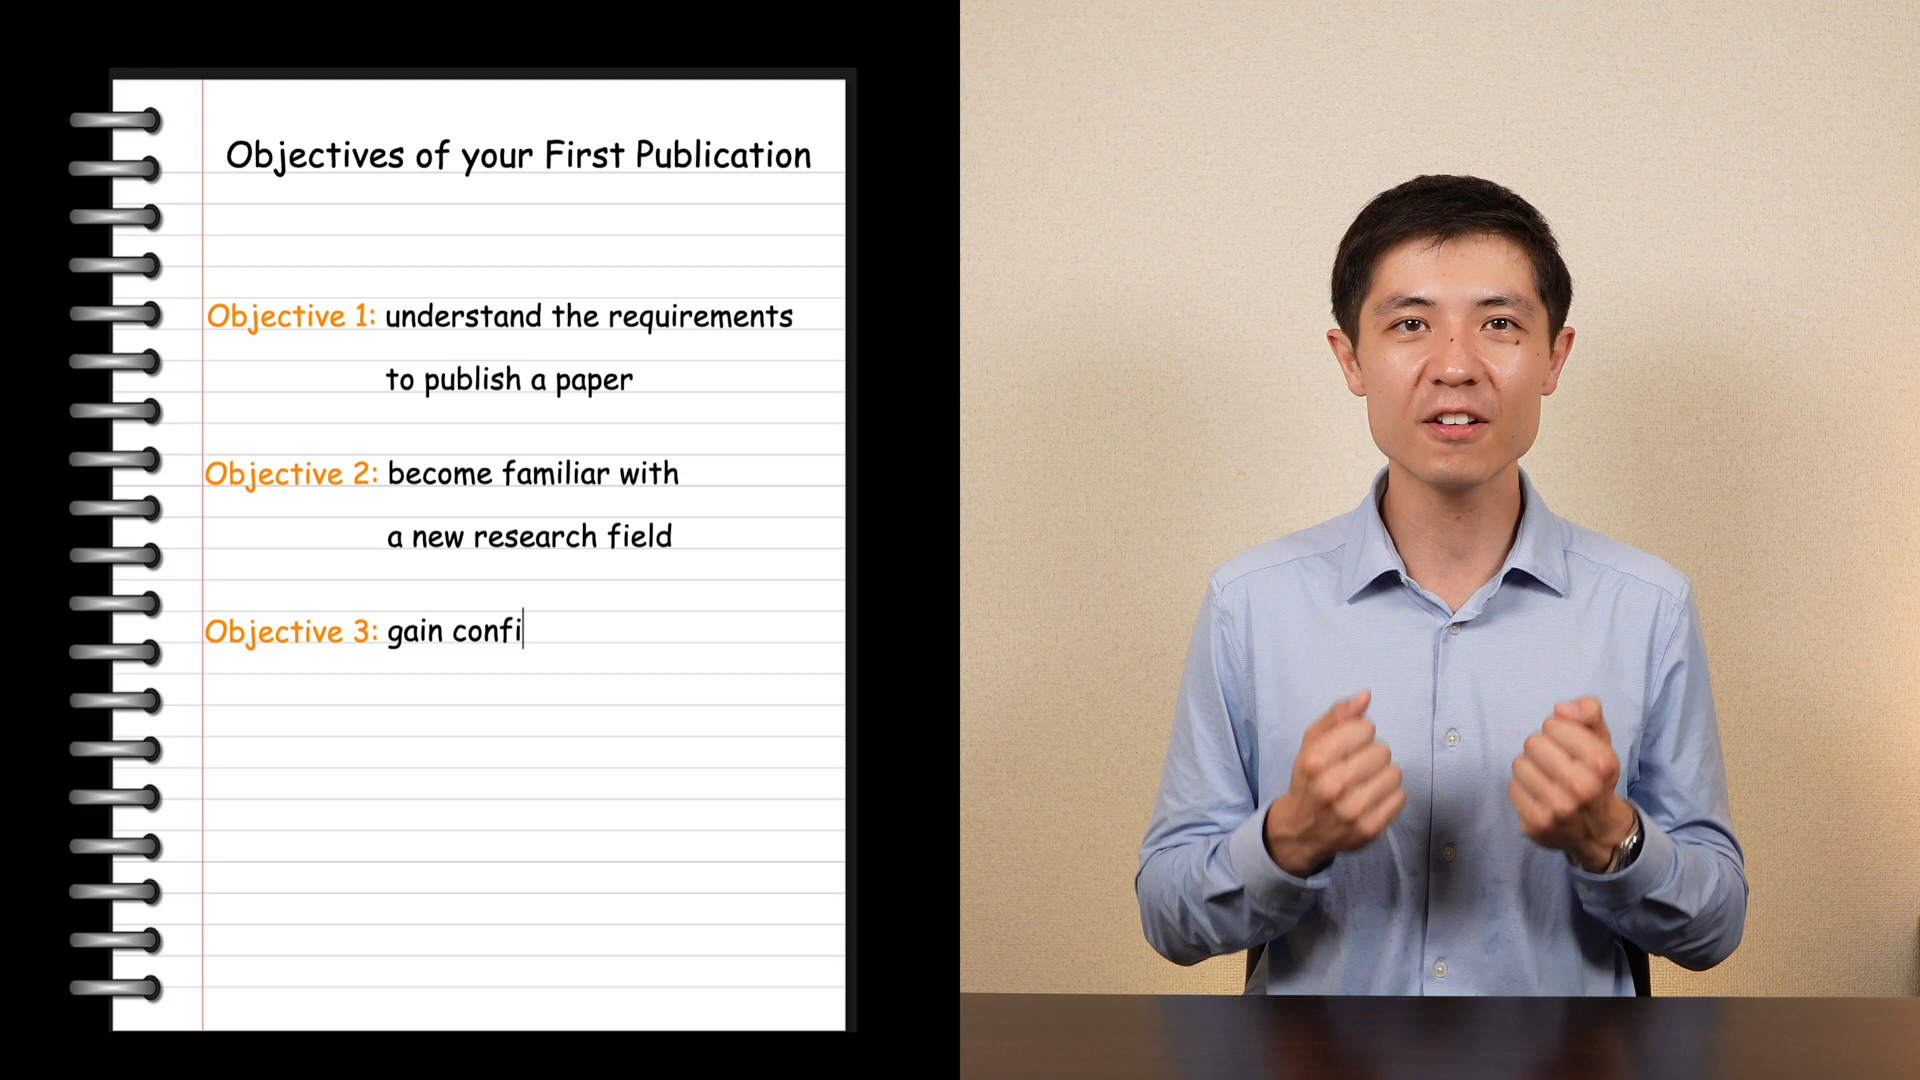 Objectives of your First Publication
Objective 1: understand the requirements
to publish a paper
Objective 2: become familiar with
a new research field
Objective 3: gain confi